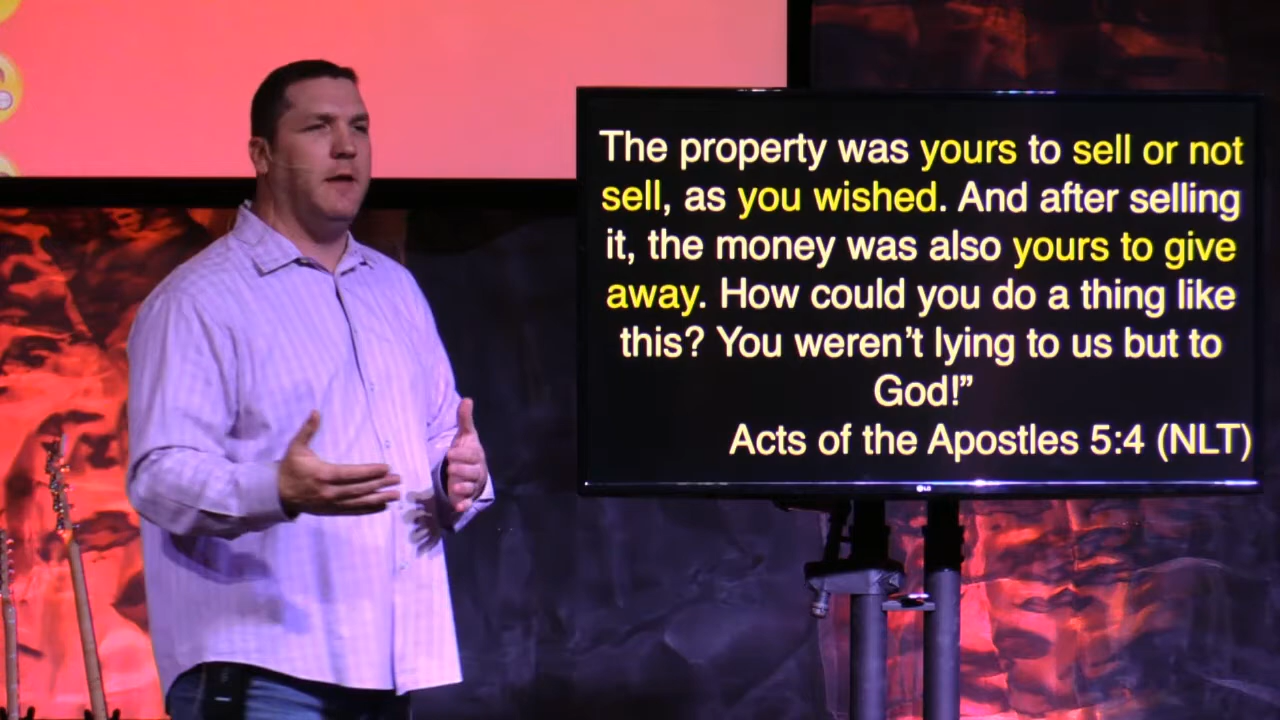 The property was yours to sell or not
sell, as you wished. And after selling
it, the money was also yours to give
away. How could you do a thing like
this? You weren’t lying to us but to
God!”
Acts of the Apostles 5:4 (NLT)
LG